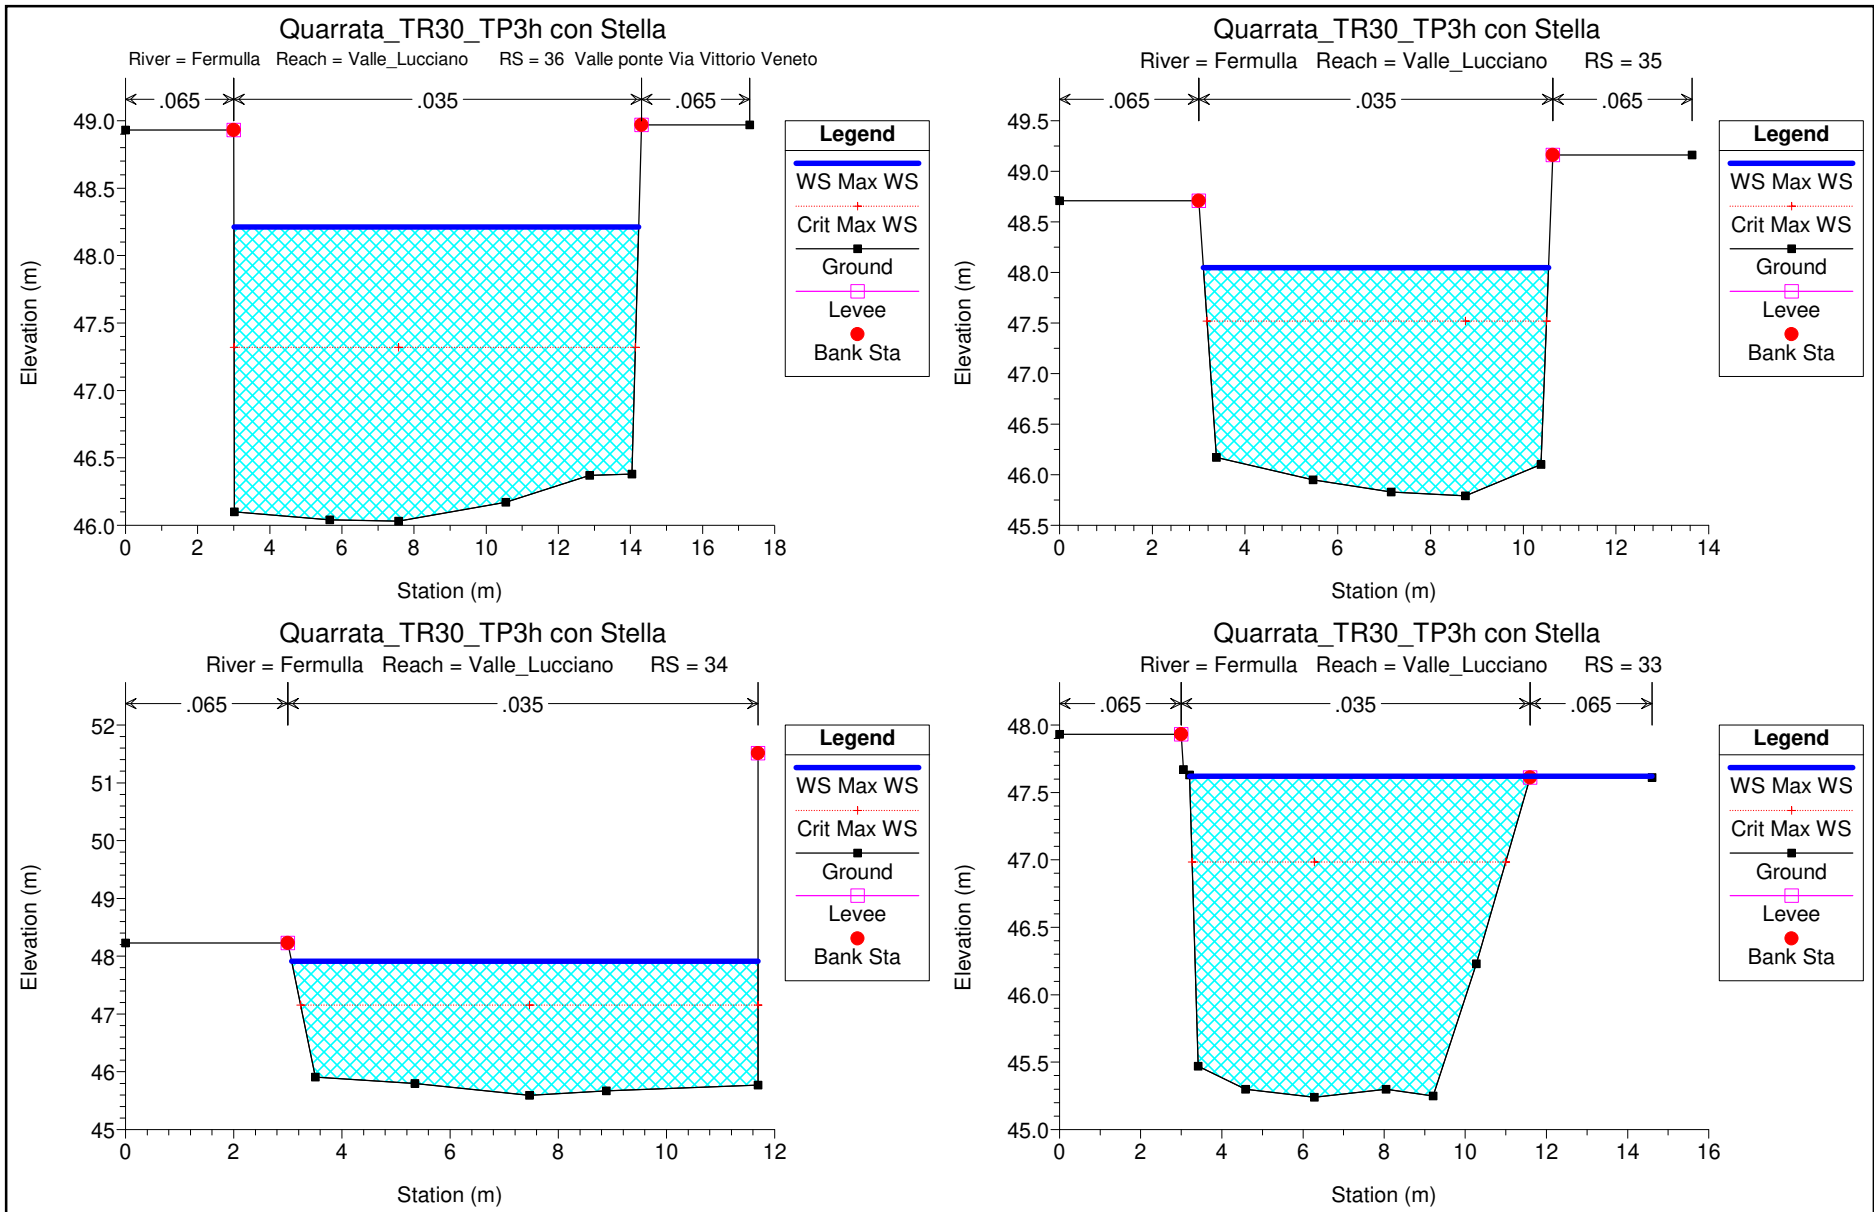 Quarrata_TR30_TP3h con Stella
River = Fermulla Reach = Valle_Lucciano RS = 36 Valle ponte Via Vittorio Veneto
.065 .035 .065
49.0
48.5
48.0
47.5
47.0
46.5
46.0
0 2 4 6 8 10 12 14 16 18
Station (m)
Elevation (m)
Legend
WS Max WS
Crit Max WS
Ground
Levee
Bank Sta
Quarrata_TR30_TP3h con Stella
River = Fermulla Reach = Valle_Lucciano RS = 35
.065 .035 .065
49.5
49.0
48.5
48.0
47.5
47.0
46.5
46.0
45.5
0 2 4 6 8 10 12 14
Station (m)
Elevation (m)
Legend
WS Max WS
Crit Max WS
Ground
Levee
Bank Sta
Quarrata_TR30_TP3h con Stella
River = Fermulla Reach = Valle_Lucciano RS = 34
.065 .035
52
51
50
49
48
47
46
45
0 2 4 6 8 10 12
Station (m)
Elevation (m)
Legend
WS Max WS
Crit Max WS
Ground
Levee
Bank Sta
Quarrata_TR30_TP3h con Stella
River = Fermulla Reach = Valle_Lucciano RS = 33
.065 .035 .065
48.0
47.5
47.0
46.5
46.0
45.5
45.0
0 2 4 6 8 10 12 14 16
Station (m)
Elevation (m)
Legend
WS Max WS
Crit Max WS
Ground
Levee
Bank Sta